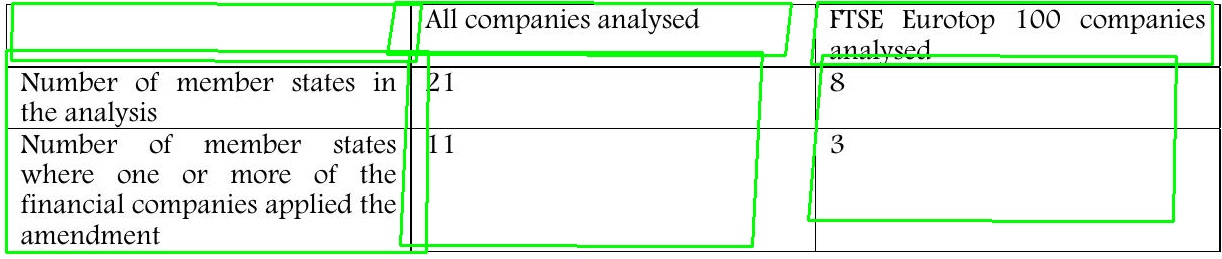 All companies analysed
FTSE Eurotop 100 companies
analysed
Number of member states in
the analysis
21
8
Number of member states
where one or more of the
financial companies applied the
amendment
11
3